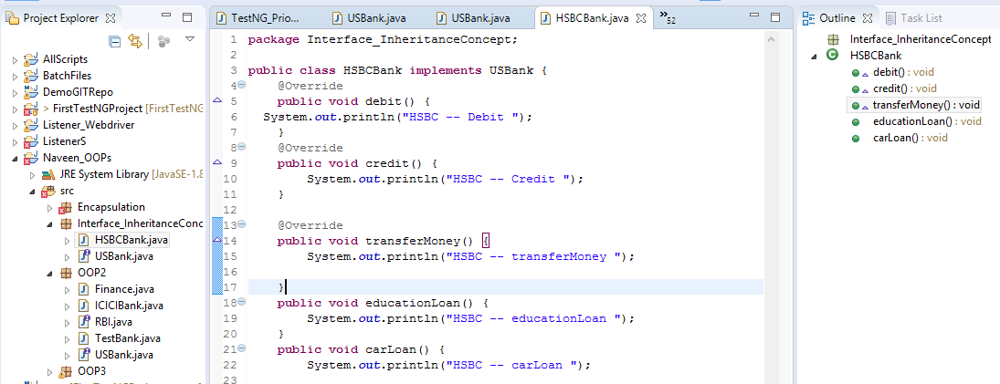 Project Explorer
AllScripts
BatchFiles
DemoGITRepo
> FirstTestNGProject [FirstTestNG
Listener_Webdriver
ListenerS
Naveen_OOPs
JRE System Library [JavaSE-1.8
src
Encapsulation
Interface_InheritanceConc
HSBCBank.java
USBank.java
OOP2
Finance.java
ICICIBank.java
RBI.java
TestBank.java
USBank.java
OOP3
TestNG_Prio...
USBank.java
USBank.java
HSBCBank.java
»52
1 package Interface_InheritanceConcept;
2
3 public class HSBCBank implements USBank {
4 @Override
5 public void debit() {
6 System.out.println("HSBC -- Debit ");
7 }
8 @Override
9 public void credit() {
10 System.out.println("HSBC -- Credit ");
11 }
12
13 @Override
14 public void transferMoney() {
15 System.out.println("HSBC -- transferMoney ");
16
17 }
18 public void educationLoan() {
19 System.out.println("HSBC -- educationLoan ");
20 }
21 public void carLoan() {
22 System.out.println("HSBC -- carLoan ");
23
Outline
Task List
Interface_InheritanceConcept
HSBCBank
debit() : void
credit() : void
transferMoney() : void
educationLoan() : void
carLoan() : void